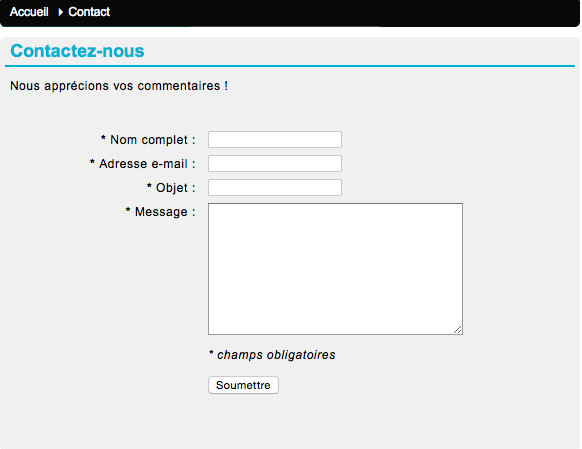 Accueil Contact
Contactez-nous
Nous apprécions vos commentaires !
* Nom complet :
* Adresse e-mail :
* Objet :
* Message :
* champs obligatoires
Soumettre